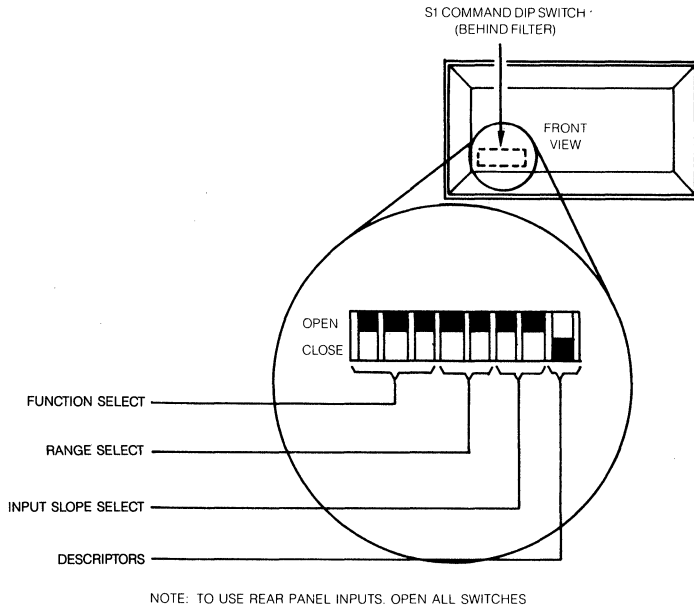 S1 COMMAND DIP SWITCH
(BEHIND FILTER)
FRONT
VIEW
OPEN
CLOSE
FUNCTION SELECT
RANGE SELECT
INPUT SLOPE SELECT
DESCRIPTORS
NOTE: TO USE REAR PANEL INPUTS. OPEN ALL SWITCHES